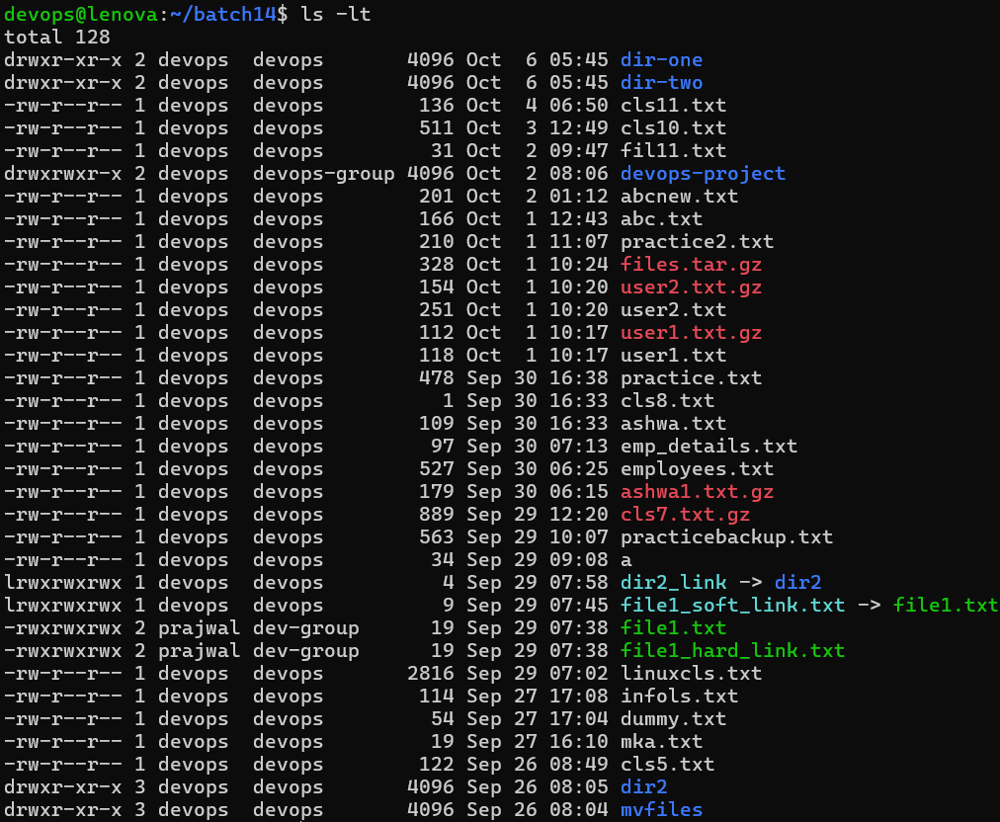 devops@lenova:~/batch14$ ls -lt
total 128
drwxr-xr-x 2 devops  devops       4096 Oct  6 05:45 dir-one
drwxr-xr-x 2 devops  devops       4096 Oct  6 05:45 dir-two
-rw-r--r-- 1 devops  devops        136 Oct  4 06:50 cls11.txt
-rw-r--r-- 1 devops  devops        511 Oct  3 12:49 cls10.txt
-rw-r--r-- 1 devops  devops         31 Oct  2 09:47 fil11.txt
drwxrwxr-x 2 devops  devops-group 4096 Oct  2 08:06 devops-project
-rw-r--r-- 1 devops  devops        201 Oct  2 01:12 abcnew.txt
-rw-r--r-- 1 devops  devops        166 Oct  1 12:43 abc.txt
-rw-r--r-- 1 devops  devops        210 Oct  1 11:07 practice2.txt
-rw-r--r-- 1 devops  devops        328 Oct  1 10:24 files.tar.gz
-rw-r--r-- 1 devops  devops        154 Oct  1 10:20 user2.txt.gz
-rw-r--r-- 1 devops  devops        251 Oct  1 10:20 user2.txt
-rw-r--r-- 1 devops  devops        112 Oct  1 10:17 user1.txt.gz
-rw-r--r-- 1 devops  devops        118 Oct  1 10:17 user1.txt
-rw-r--r-- 1 devops  devops        478 Sep 30 16:38 practice.txt
-rw-r--r-- 1 devops  devops          1 Sep 30 16:33 cls8.txt
-rw-r--r-- 1 devops  devops        109 Sep 30 16:33 ashwa.txt
-rw-r--r-- 1 devops  devops         97 Sep 30 07:13 emp_details.txt
-rw-r--r-- 1 devops  devops        527 Sep 30 06:25 employees.txt
-rw-r--r-- 1 devops  devops        179 Sep 30 06:15 ashwa1.txt.gz
-rw-r--r-- 1 devops  devops        889 Sep 29 12:20 cls7.txt.gz
-rw-r--r-- 1 devops  devops        563 Sep 29 10:07 practicebackup.txt
-rw-r--r-- 1 devops  devops         34 Sep 29 09:08 a
lrwxrwxrwx 1 devops  devops          4 Sep 29 07:58 dir2_link -> dir2
lrwxrwxrwx 1 devops  devops          9 Sep 29 07:45 file1_soft_link.txt -> file1.txt
-rwxrwxrwx 2 prajwal dev-group      19 Sep 29 07:38 file1.txt
-rwxrwxrwx 2 prajwal dev-group      19 Sep 29 07:38 file1_hard_link.txt
-rw-r--r-- 1 devops  devops       2816 Sep 29 07:02 linuxcls.txt
-rw-r--r-- 1 devops  devops        114 Sep 27 17:08 infols.txt
-rw-r--r-- 1 devops  devops         54 Sep 27 17:04 dummy.txt
-rw-r--r-- 1 devops  devops         19 Sep 27 16:10 mka.txt
-rw-r--r-- 1 devops  devops        122 Sep 26 08:49 cls5.txt
drwxr-xr-x 3 devops  devops       4096 Sep 26 08:05 dir2
drwxr-xr-x 3 devops  devops       4096 Sep 26 08:04 mvfiles